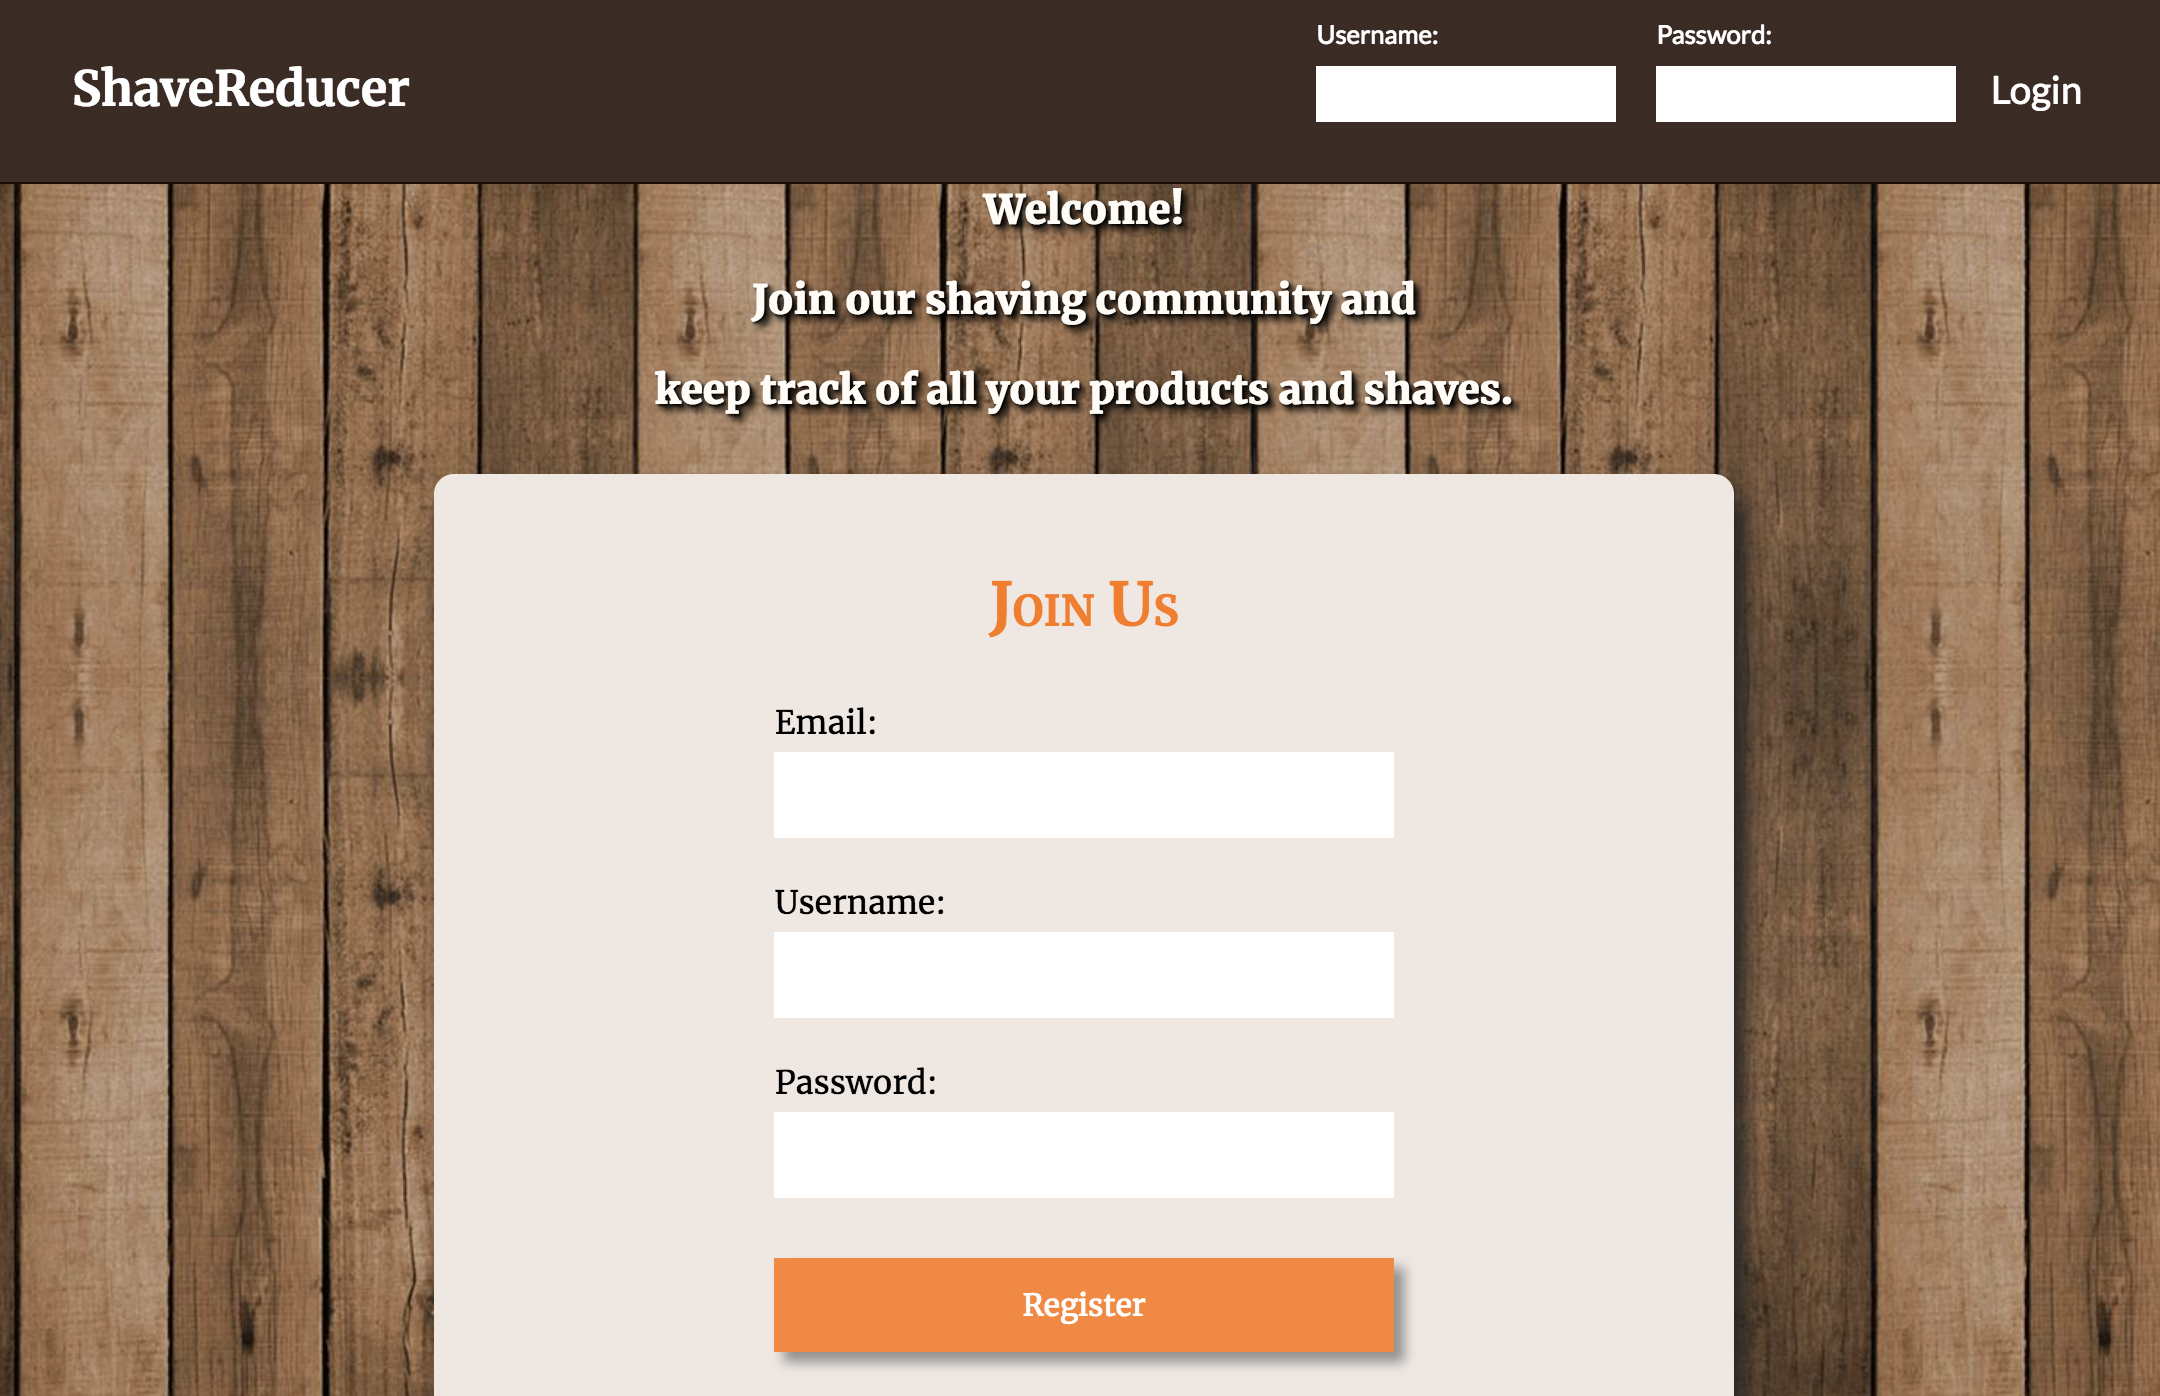 ShaveReducer
Username:
Password:
Login
Welcome!
Join our shaving community and
keep track of all your products and shaves.
Join Us
Email:
Username:
Password:
Register